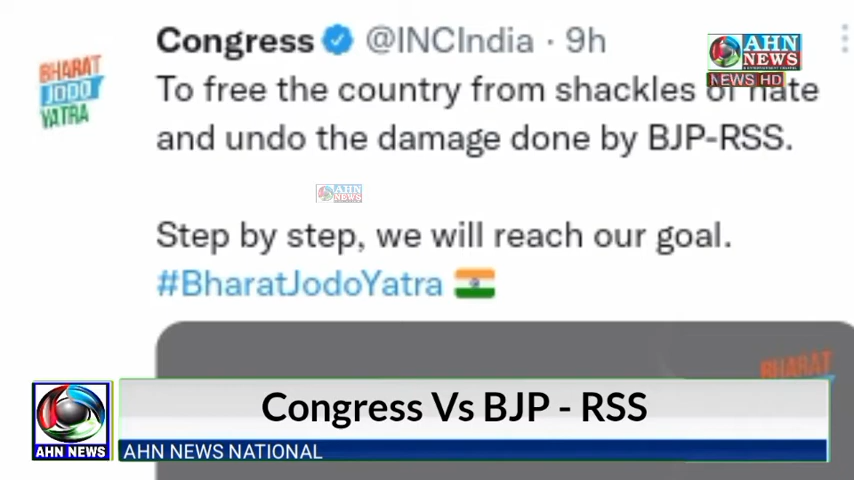 Congress @INCIndia · 9h
AHN NEWS
NEWS HD
BHARAT
JODO
YATRA
To free the country from shackles of hate
and undo the damage done by BJP-RSS.
AHN NEWS
Step by step, we will reach our goal.
#BharatJodoYatra
BHARAT
Congress Vs BJP - RSS
AHN NEWS
AHN NEWS NATIONAL